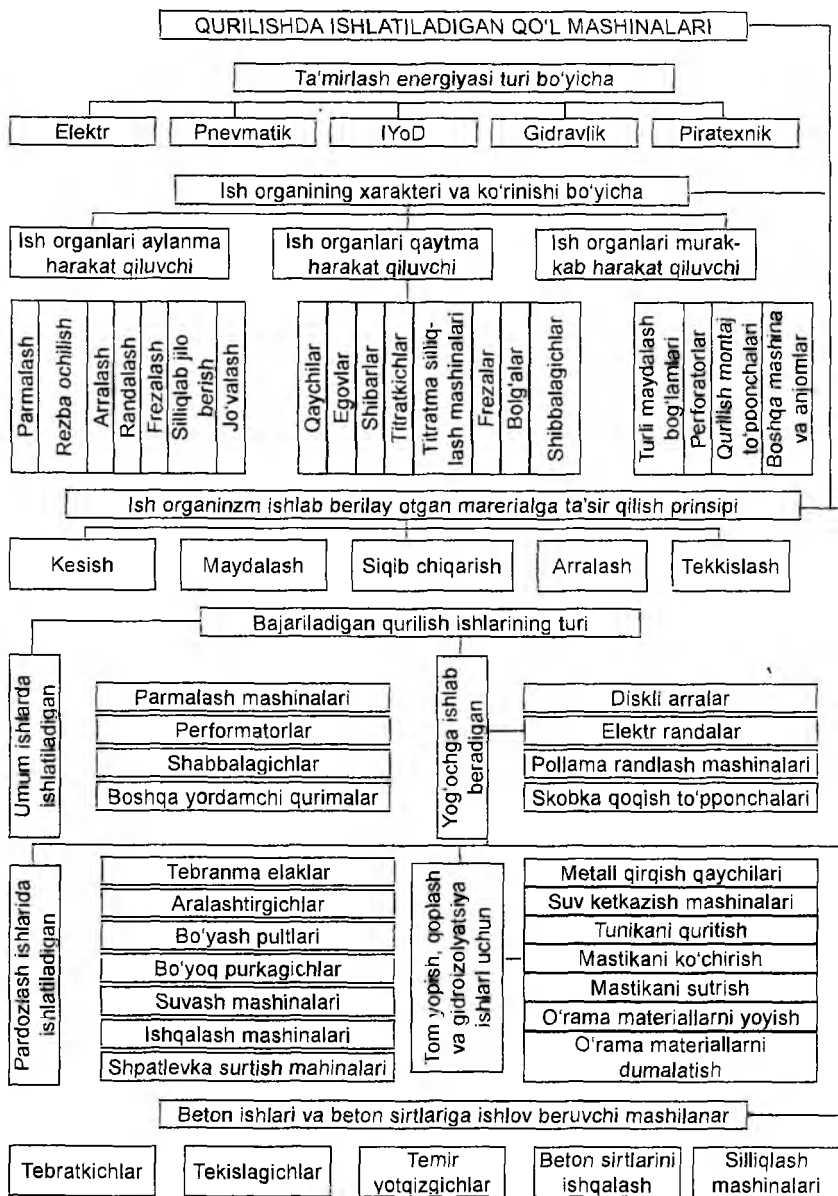 QURILISHDA ISHLATILADIGAN QO'L MASHINALARI
Ta'mirlash energiyasi turi bo'yicha
Elektr
Pnevmatik
IYoD
Gidravlik
Piratexnik
Ish organining xarakteri va ko'rinishi bo'yicha
Ish organlari aylanma
harakat qiluvchi
Ish organlari qaytma
harakat qiluvchi
Ish organlari murak-
kab harakat qiluvchi
Parmalash
Rezba ochilish
Arralash
Randalash
Frezalash
Silliqlab jilo
berish
Jo'valash
Qaychilar
Egovlar
Shibarlar
Titratkichlar
Titratma silliq-
lash mashinalari
Frezalar
Bolg'alar
Shibbalagichlar
Turli maydalash
bog'lamlari
Perforatorlar
Qurilish montaj
to'pponchalari
Boshqa mashina
va anjomlar
Ish organinzm ishlab berilay otgan marerialga ta'sir qilish prinsipi
Kesish
Maydalash
Siqib chiqarish
Arralash
Tekkislash
Bajariladigan qurilish ishlarining turi
Umum ishlarda
ishlatiladigan
Parmalash mashinalari
Performatorlar
Shabbalagichlar
Boshqa yordamchi qurimalar
Yog'ochga ishlab
beradigan
Diskli arralar
Elektr randalar
Pollama randlash mashinalari
Skobka qoqish to'pponchalari
Pardozlash ishlarida
ishlatiladigan
Tebranma elaklar
Aralashtirgichlar
Bo'yash pultlari
Bo'yoq purkagichlar
Suvash mashinalari
Ishqalash mashinalari
Shpatlevka surtish mahinalari
Tom yopish, qoplash
va gidroizolyatsiya
ishlari uchun
Metall qirqish qaychilari
Suv ketkazish mashinalari
Tunikani quritish
Mastikani ko'chirish
Mastikani sutrish
O'rama materiallarni yoyish
O'rama materiallarni
dumalatish
Beton ishlari va beton sirtlariga ishlov beruvchi mashilanar
Tebratkichlar
Tekislagichlar
Temir
yotqizgichlar
Beton sirtlarini
ishqalash
Silliqlash
mashinalari